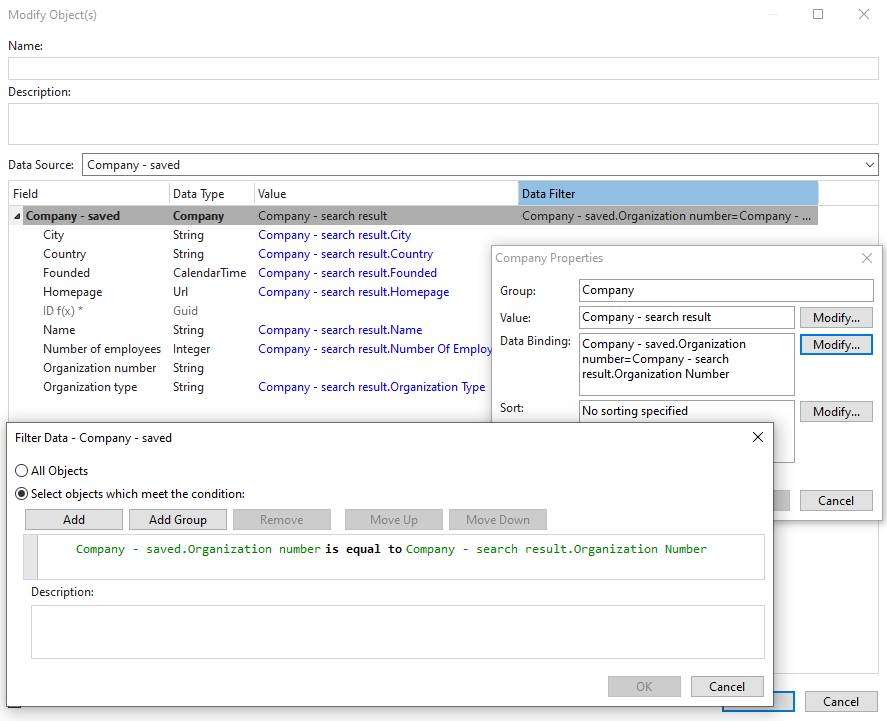 Modify Object(s)
Name:
Description:
Data Source: Company - saved
Field Data Type Value Data Filter
Company - saved Company Company - search result Company - saved.Organization number=Company - ...
City String Company - search result.City
Country String Company - search result.Country
Founded CalendarTime Company - search result.Founded
Homepage Url Company - search result.Homepage
ID f(x) * Guid
Name String Company - search result.Name
Number of employees Integer Company - search result.Number Of Employ
Organization number String
Organization type String Company - search result.Organization Type
Company Properties
Group: Company
Value: Company - search result Modify...
Data Binding: Company - saved.Organization Modify...
number=Company - search
result.Organization Number
Sort: No sorting specified Modify...
Cancel
Filter Data - Company - saved
All Objects
Select objects which meet the condition:
Add Add Group Remove Move Up Move Down
Company - saved.Organization number is equal to Company - search result.Organization Number
Description:
OK Cancel
Cancel